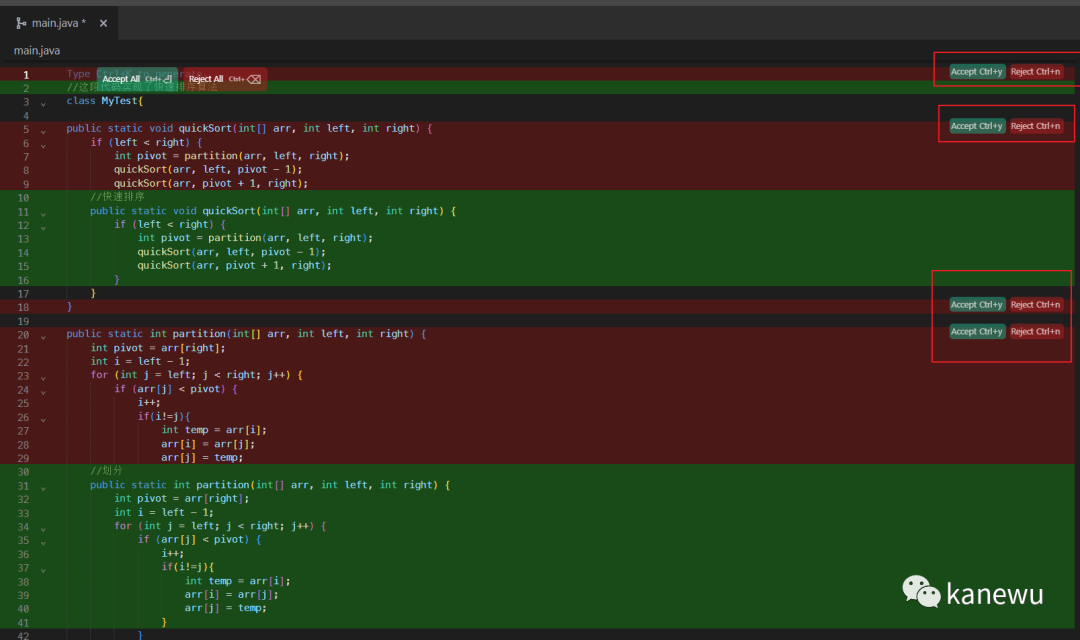 main.java *
main.java
1 Type
Accept All Ctrl+⏎ Reject All Ctrl+⌫
Accept Ctrl+y Reject Ctrl+n
2 //这段代码实现了快速排序算法
3 class MyTest{
4
5 public static void quickSort(int[] arr, int left, int right) {
Accept Ctrl+y Reject Ctrl+n
6 if (left < right) {
7 int pivot = partition(arr, left, right);
8 quickSort(arr, left, pivot - 1);
9 quickSort(arr, pivot + 1, right);
10 //快速排序
11 public static void quickSort(int[] arr, int left, int right) {
12 if (left < right) {
13 int pivot = partition(arr, left, right);
14 quickSort(arr, left, pivot - 1);
15 quickSort(arr, pivot + 1, right);
16 }
17 }
18 }
Accept Ctrl+y Reject Ctrl+n
19
20 public static int partition(int[] arr, int left, int right) {
Accept Ctrl+y Reject Ctrl+n
21 int pivot = arr[right];
22 int i = left - 1;
23 for (int j = left; j < right; j++) {
24 if (arr[j] < pivot) {
25 i++;
26 if(i!=j){
27 int temp = arr[i];
28 arr[i] = arr[j];
29 arr[j] = temp;
30 //划分
31 public static int partition(int[] arr, int left, int right) {
32 int pivot = arr[right];
33 int i = left - 1;
34 for (int j = left; j < right; j++) {
35 if (arr[j] < pivot) {
36 i++;
37 if(i!=j){
38 int temp = arr[i];
39 arr[i] = arr[j];
40 arr[j] = temp;
41 }
42 }
kanewu